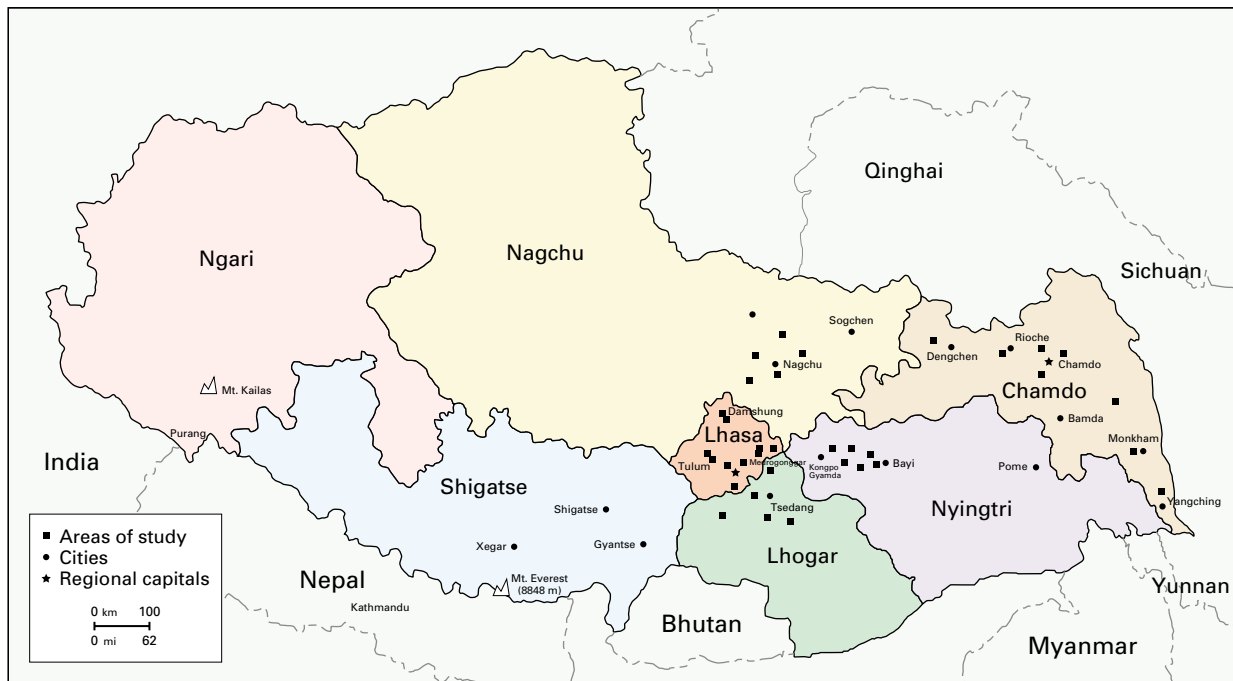 Qinghai
Sichuan
Ngari
Nagchu
Sogchen
Nagchu
Dengchen
Rioche
Chamdo
Chamdo
Bamda
Monkham
Yangching
Mt. Kailas
Purang
India
Damshung
Lhasa
Tulum
Medrogonggar
Kongpo
Gyamda
Bayi
Pome
Nyingtri
Shigatse
Shigatse
Xegar
Gyantse
Tsedang
Lhogar
Mt. Everest
(8848 m)
Nepal
Kathmandu
Bhutan
Myanmar
Yunnan
Areas of study
Cities
Regional capitals
0 km 100
0 mi 62